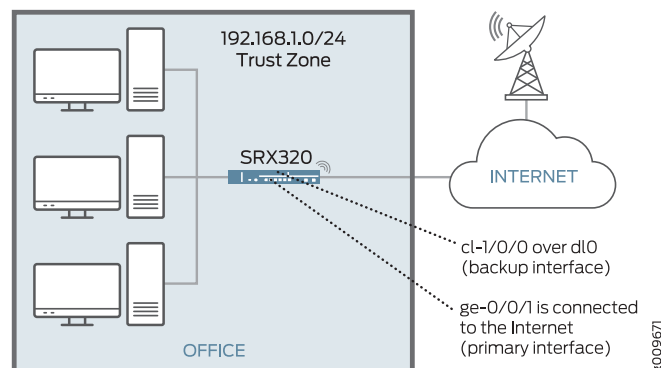 192.168.1.0/24
Trust Zone
SRX320
INTERNET
cl-1/0/0 over dl0
(backup interface)
ge-0/0/1 is connected
to the Internet
(primary interface)
OFFICE
g009671